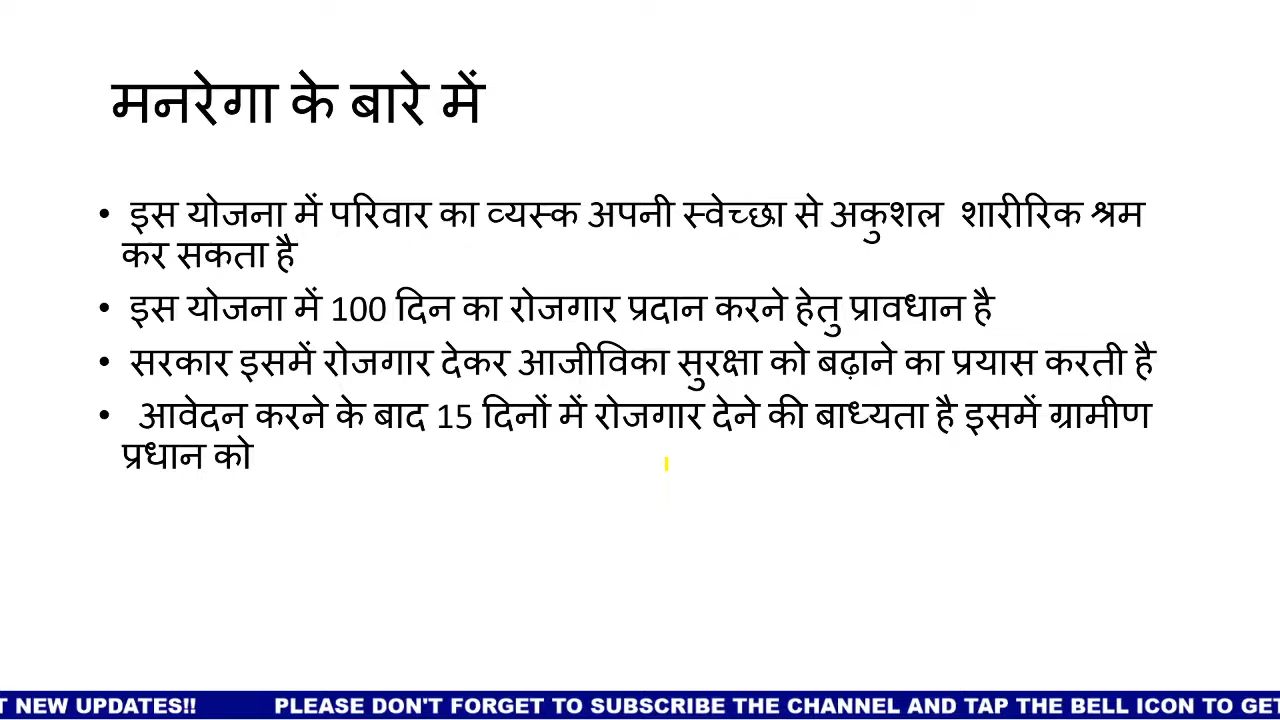 मनरेगा के बारे में
• इस योजना में परिवार का व्यस्क अपनी स्वेच्छा से अकुशल शारीरिक श्रम
कर सकता है
• इस योजना में 100 दिन का रोजगार प्रदान करने हेतु प्रावधान है
• सरकार इसमें रोजगार देकर आजीविका सुरक्षा को बढ़ाने का प्रयास करती है
• आवेदन करने के बाद 15 दिनों में रोजगार देने की बाध्यता है इसमें ग्रामीण
प्रधान को
T NEW UPDATES!! PLEASE DON'T FORGET TO SUBSCRIBE THE CHANNEL AND TAP THE BELL ICON TO GET